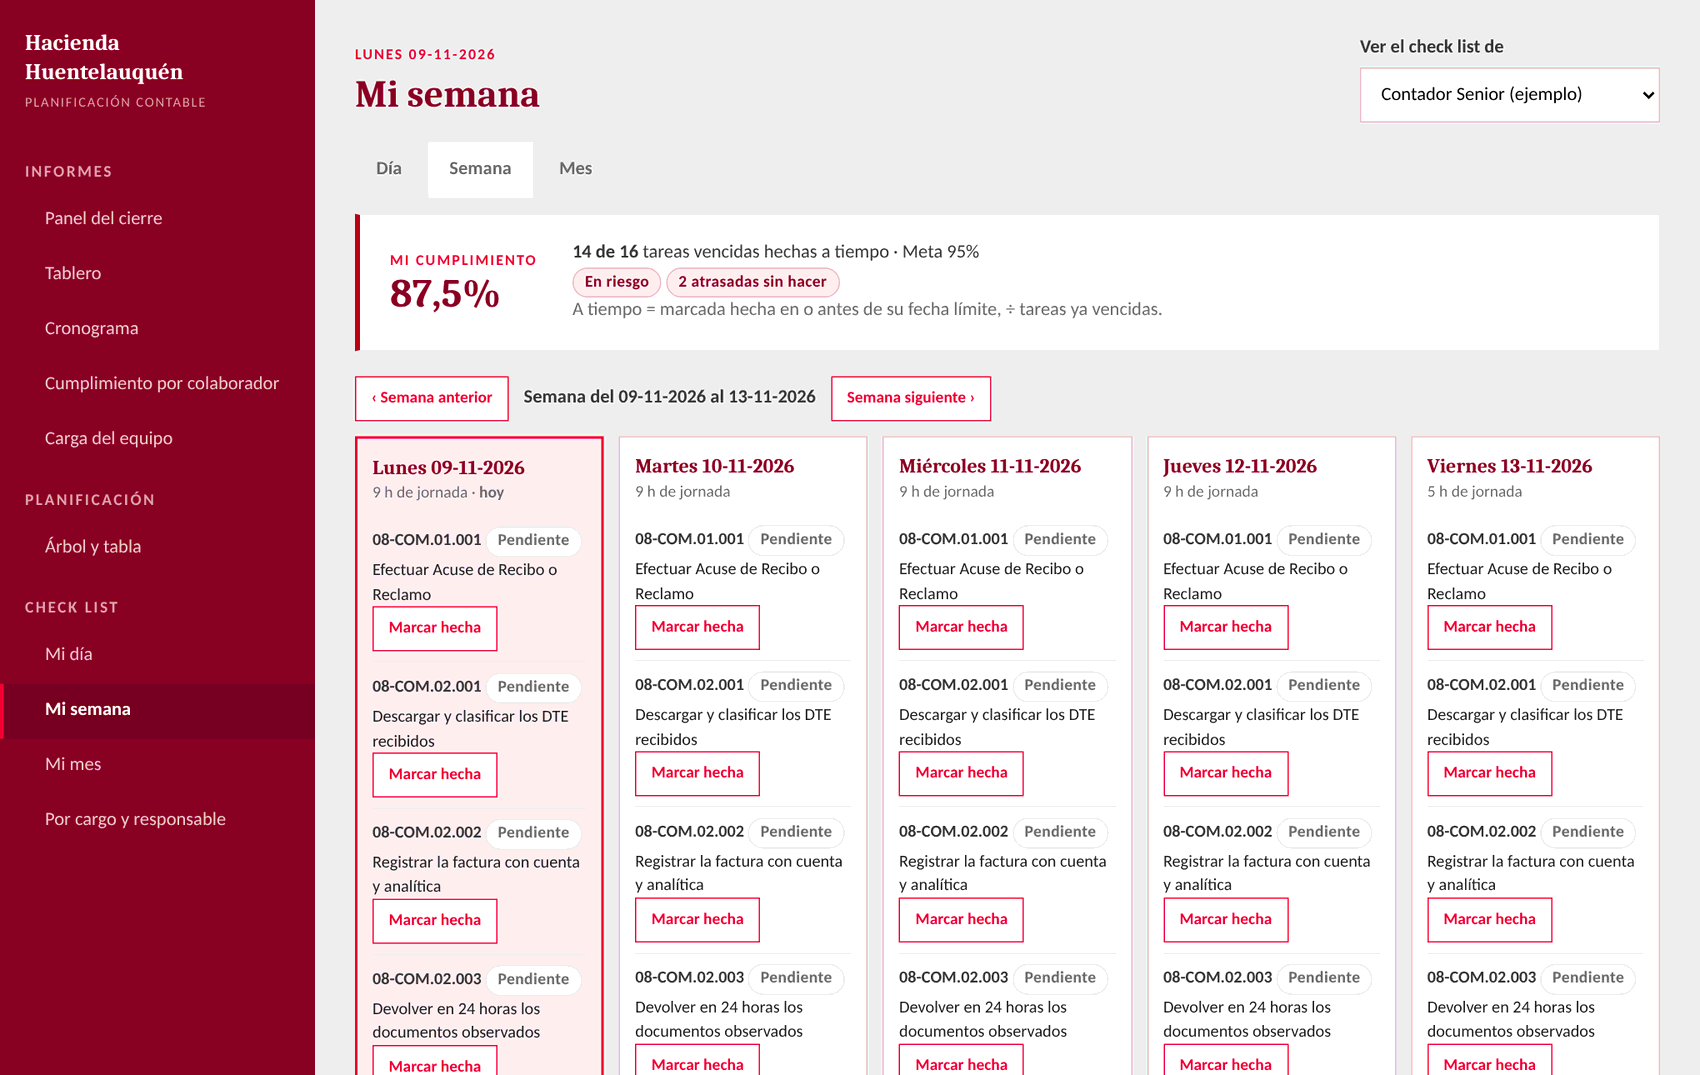 Hacienda
Huentelauquén
PLANIFICACIÓN CONTABLE
INFORMES
Panel del cierre
Tablero
Cronograma
Cumplimiento por colaborador
Carga del equipo
PLANIFICACIÓN
Árbol y tabla
CHECK LIST
Mi día
Mi semana
Mi mes
Por cargo y responsable
LUNES 09-11-2026
Mi semana
Ver el check list de
Contador Senior (ejemplo)
Día
Semana
Mes
MI CUMPLIMIENTO
87,5%
14 de 16 tareas vencidas hechas a tiempo · Meta 95%
En riesgo
2 atrasadas sin hacer
A tiempo = marcada hecha en o antes de su fecha límite, ÷ tareas ya vencidas.
‹ Semana anterior
Semana del 09-11-2026 al 13-11-2026
Semana siguiente ›
Lunes 09-11-2026
9 h de jornada · hoy
08-COM.01.001 Pendiente
Efectuar Acuse de Recibo o
Reclamo
Marcar hecha
08-COM.02.001 Pendiente
Descargar y clasificar los DTE
recibidos
Marcar hecha
08-COM.02.002 Pendiente
Registrar la factura con cuenta
y analítica
Marcar hecha
08-COM.02.003 Pendiente
Devolver en 24 horas los
documentos observados
Marcar hecha
Martes 10-11-2026
9 h de jornada
08-COM.01.001 Pendiente
Efectuar Acuse de Recibo o
Reclamo
Marcar hecha
08-COM.02.001 Pendiente
Descargar y clasificar los DTE
recibidos
Marcar hecha
08-COM.02.002 Pendiente
Registrar la factura con cuenta
y analítica
Marcar hecha
08-COM.02.003 Pendiente
Devolver en 24 horas los
documentos observados
Marcar hecha
Miércoles 11-11-2026
9 h de jornada
08-COM.01.001 Pendiente
Efectuar Acuse de Recibo o
Reclamo
Marcar hecha
08-COM.02.001 Pendiente
Descargar y clasificar los DTE
recibidos
Marcar hecha
08-COM.02.002 Pendiente
Registrar la factura con cuenta
y analítica
Marcar hecha
08-COM.02.003 Pendiente
Devolver en 24 horas los
documentos observados
Marcar hecha
Jueves 12-11-2026
9 h de jornada
08-COM.01.001 Pendiente
Efectuar Acuse de Recibo o
Reclamo
Marcar hecha
08-COM.02.001 Pendiente
Descargar y clasificar los DTE
recibidos
Marcar hecha
08-COM.02.002 Pendiente
Registrar la factura con cuenta
y analítica
Marcar hecha
08-COM.02.003 Pendiente
Devolver en 24 horas los
documentos observados
Marcar hecha
Viernes 13-11-2026
5 h de jornada
08-COM.01.001 Pendiente
Efectuar Acuse de Recibo o
Reclamo
Marcar hecha
08-COM.02.001 Pendiente
Descargar y clasificar los DTE
recibidos
Marcar hecha
08-COM.02.002 Pendiente
Registrar la factura con cuenta
y analítica
Marcar hecha
08-COM.02.003 Pendiente
Devolver en 24 horas los
documentos observados
Marcar hecha